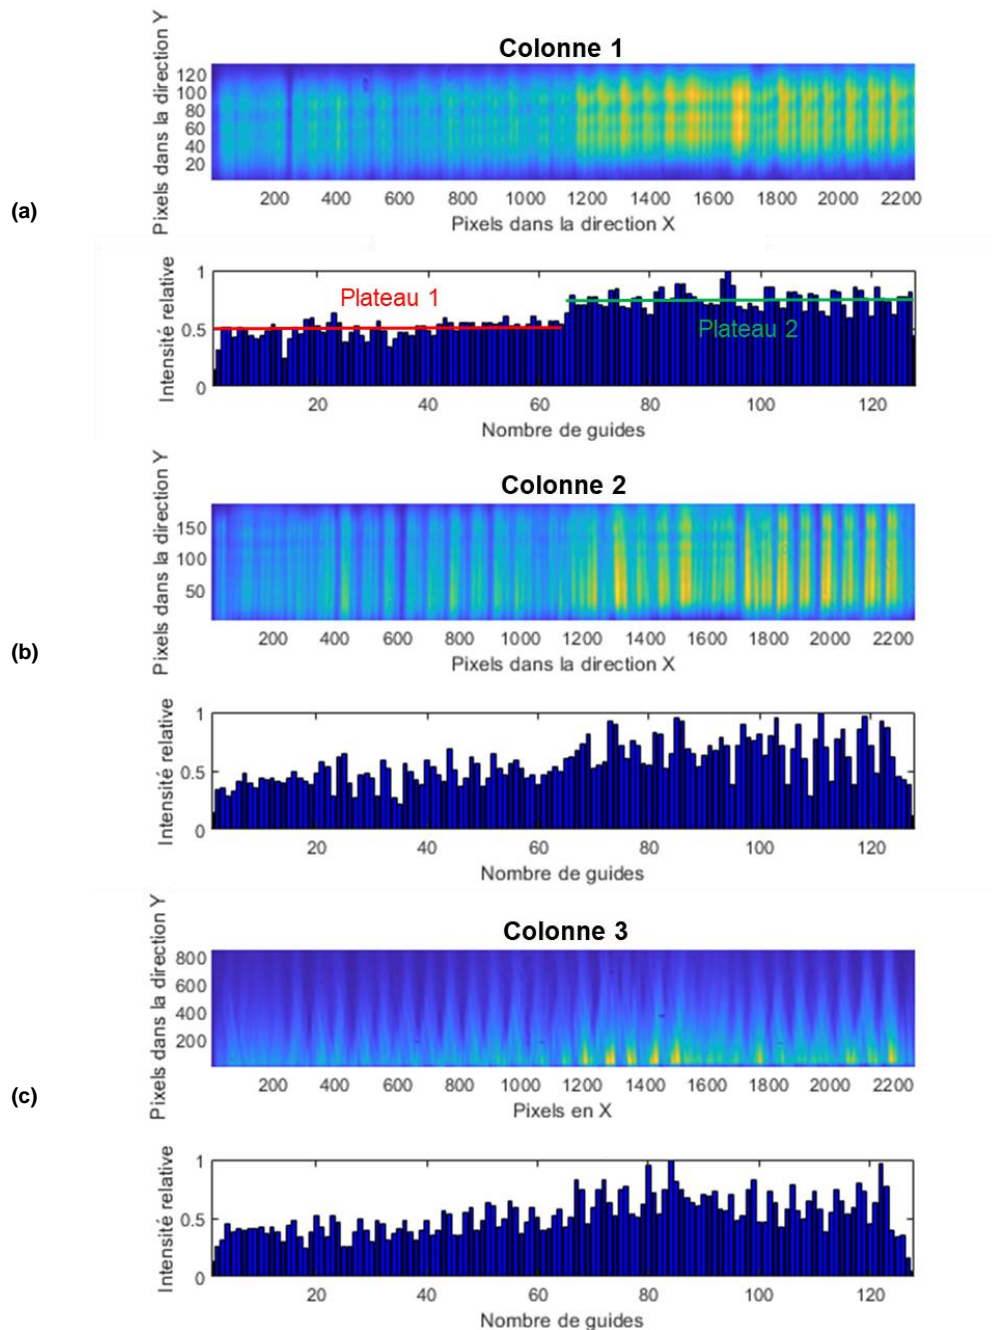 Colonne 1
Pixels dans la direction Y
120
100
80
60
40
20
200 400 600 800 1000 1200 1400 1600 1800 2000 2200
Pixels dans la direction X
(a)
Intensité relative
1
0.5
0
Plateau 1
Plateau 2
20 40 60 80 100 120
Nombre de guides
Colonne 2
Pixels dans la direction Y
150
100
50
200 400 600 800 1000 1200 1400 1600 1800 2000 2200
Pixels dans la direction X
(b)
Intensité relative
1
0.5
0
20 40 60 80 100 120
Nombre de guides
Colonne 3
Pixels dans la direction Y
800
600
400
200
200 400 600 800 1000 1200 1400 1600 1800 2000 2200
Pixels en X
(c)
Intensité relative
1
0.5
0
20 40 60 80 100 120
Nombre de guides